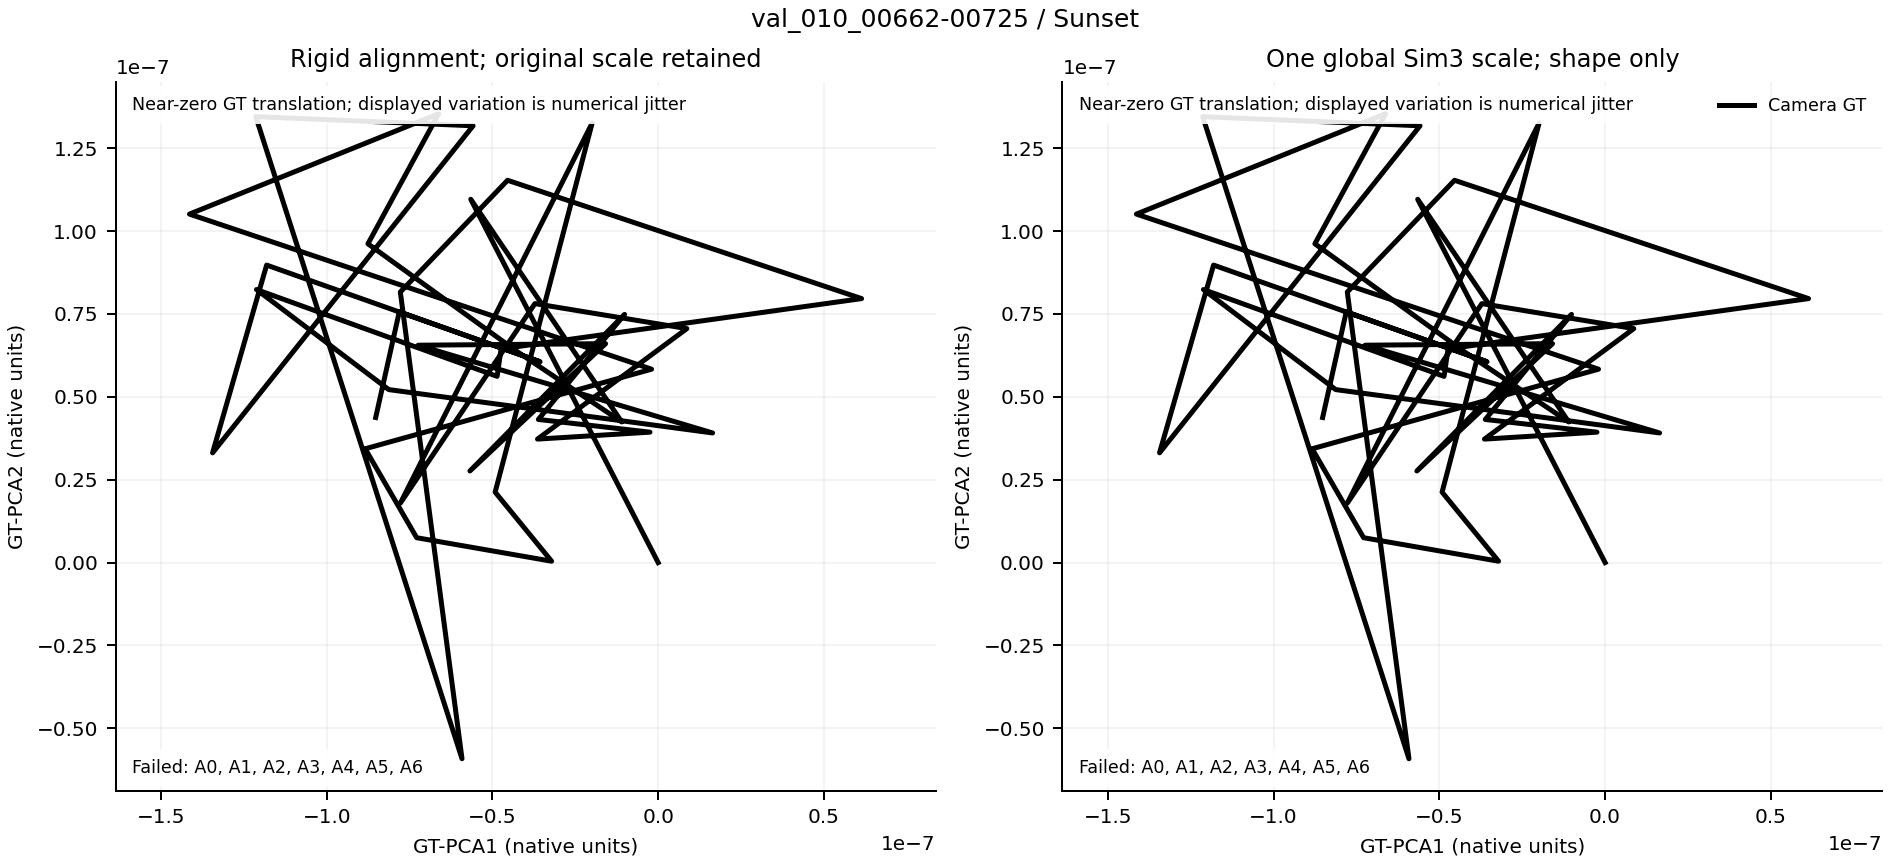 val_010_00662-00725 / Sunset
Rigid alignment; original scale retained
1e−7
Near-zero GT translation; displayed variation is numerical jitter
1.25
1.00
0.75
0.50
0.25
0.00
−0.25
−0.50
GT-PCA2 (native units)
Failed: A0, A1, A2, A3, A4, A5, A6
−1.5
−1.0
−0.5
0.0
0.5
1e−7
GT-PCA1 (native units)
One global Sim3 scale; shape only
1e−7
Near-zero GT translation; displayed variation is numerical jitter
Camera GT
1.25
1.00
0.75
0.50
0.25
0.00
−0.25
−0.50
GT-PCA2 (native units)
Failed: A0, A1, A2, A3, A4, A5, A6
−1.5
−1.0
−0.5
0.0
0.5
1e−7
GT-PCA1 (native units)